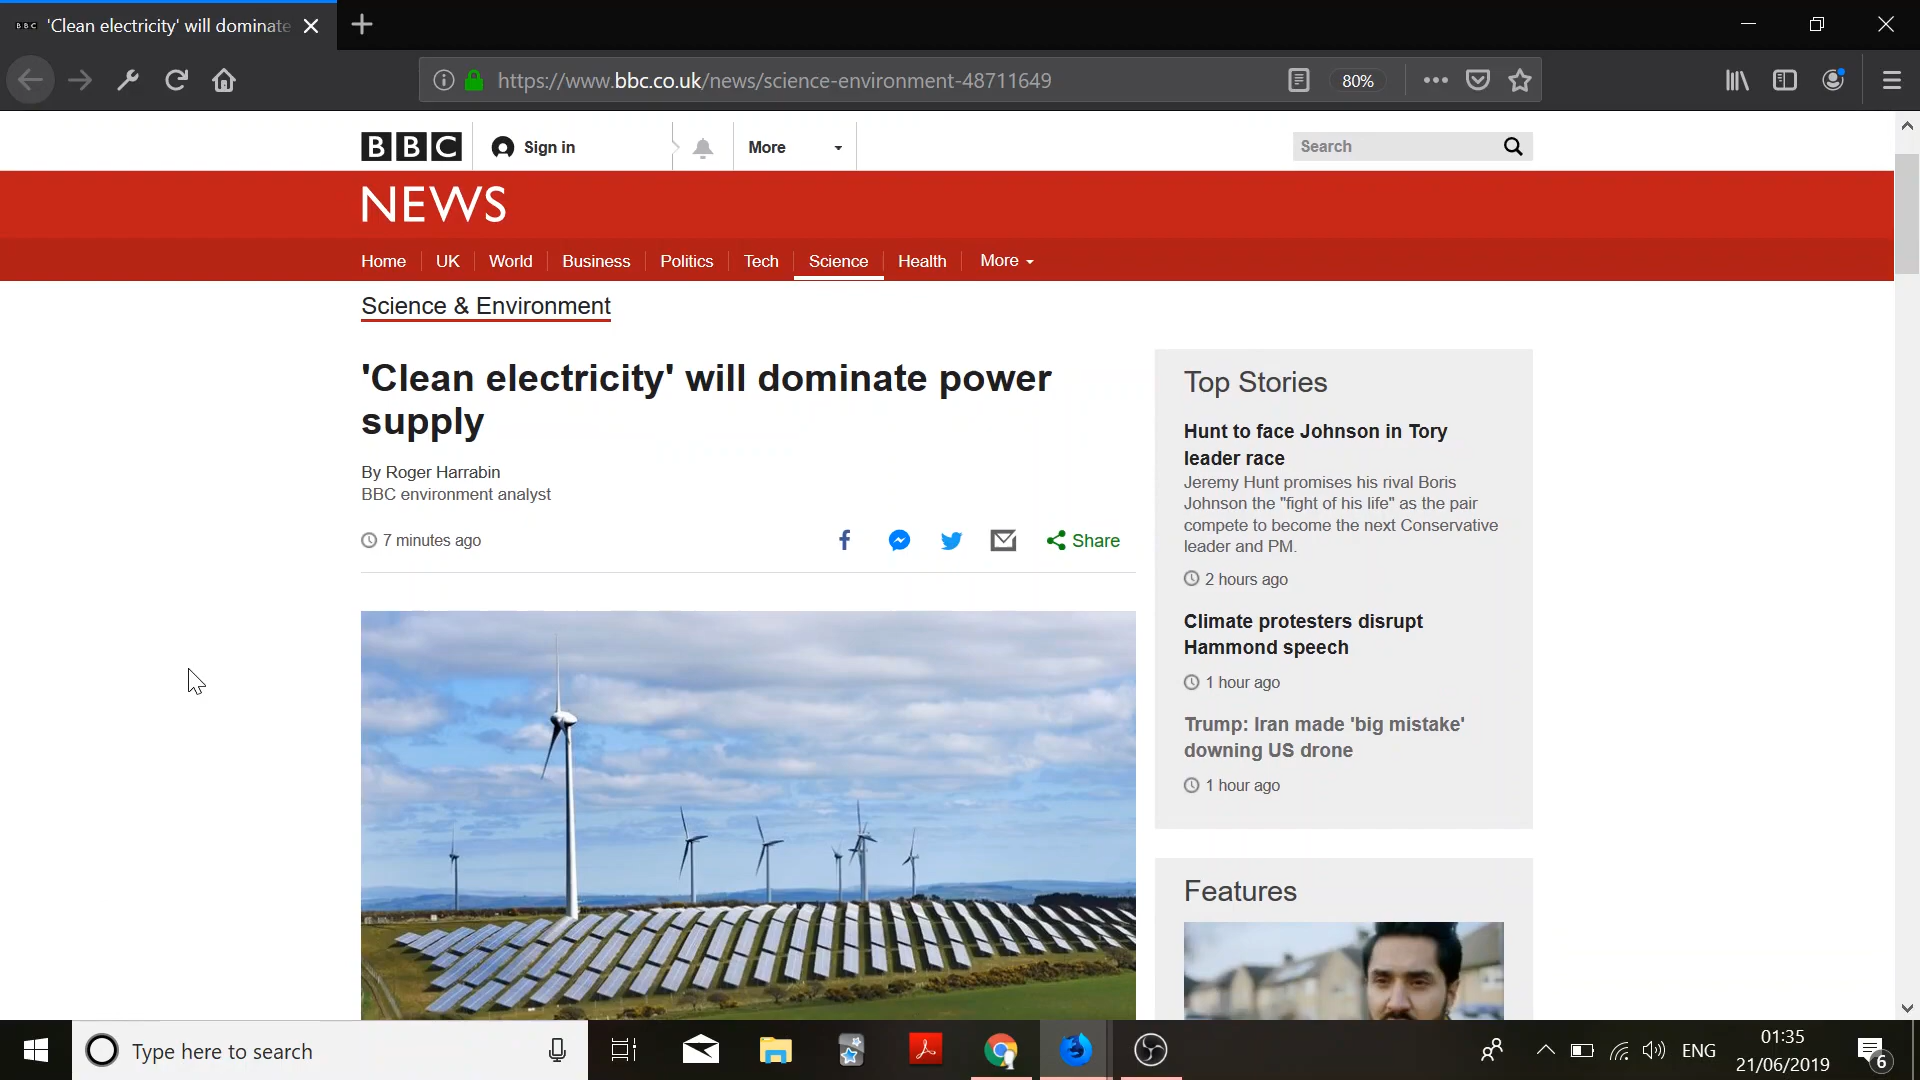 BBC 'Clean electricity' will dominate
https://www.bbc.co.uk/news/science-environment-48711649
80%
BBC
Sign in
More
Search
NEWS
Home
UK
World
Business
Politics
Tech
Science
Health
More
Science & Environment
'Clean electricity' will dominate power
supply
By Roger Harrabin
BBC environment analyst
7 minutes ago
Share
Top Stories
Hunt to face Johnson in Tory
leader race
Jeremy Hunt promises his rival Boris
Johnson the "fight of his life" as the pair
compete to become the next Conservative
leader and PM.
2 hours ago
Climate protesters disrupt
Hammond speech
1 hour ago
Trump: Iran made 'big mistake'
downing US drone
1 hour ago
Features
Type here to search
ENG
01:35
21/06/2019
6